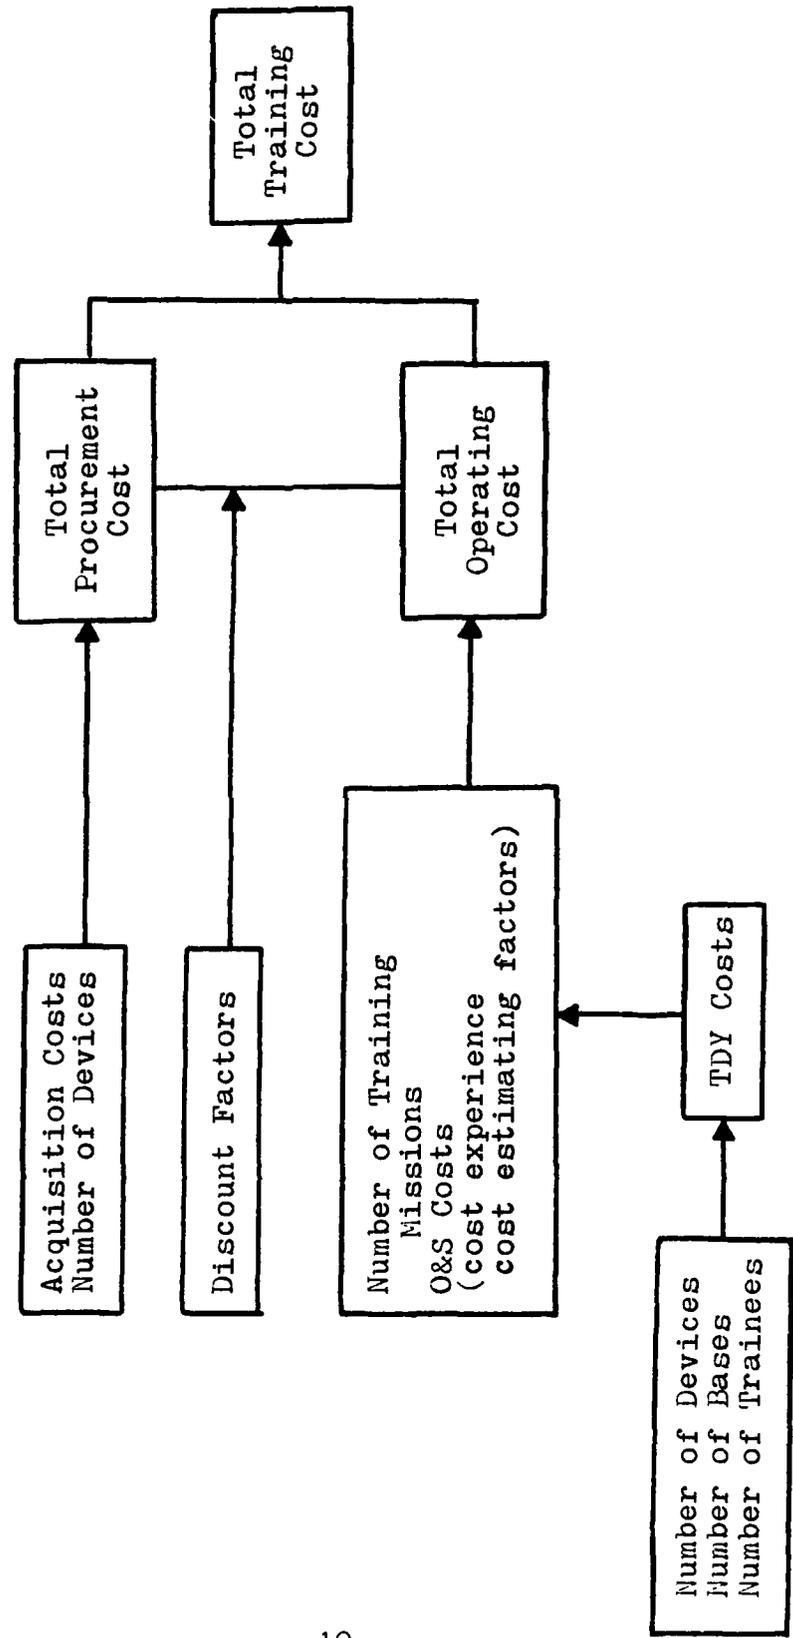 Acquisition Costs
Number of Devices
Discount Factors
Number of Training
Missions
O&S Costs
(cost experience
cost estimating factors)
Number of Devices
Number of Bases
Number of Trainees
TDY Costs
Total
Procurement
Cost
Total
Operating
Cost
Total
Training
Cost